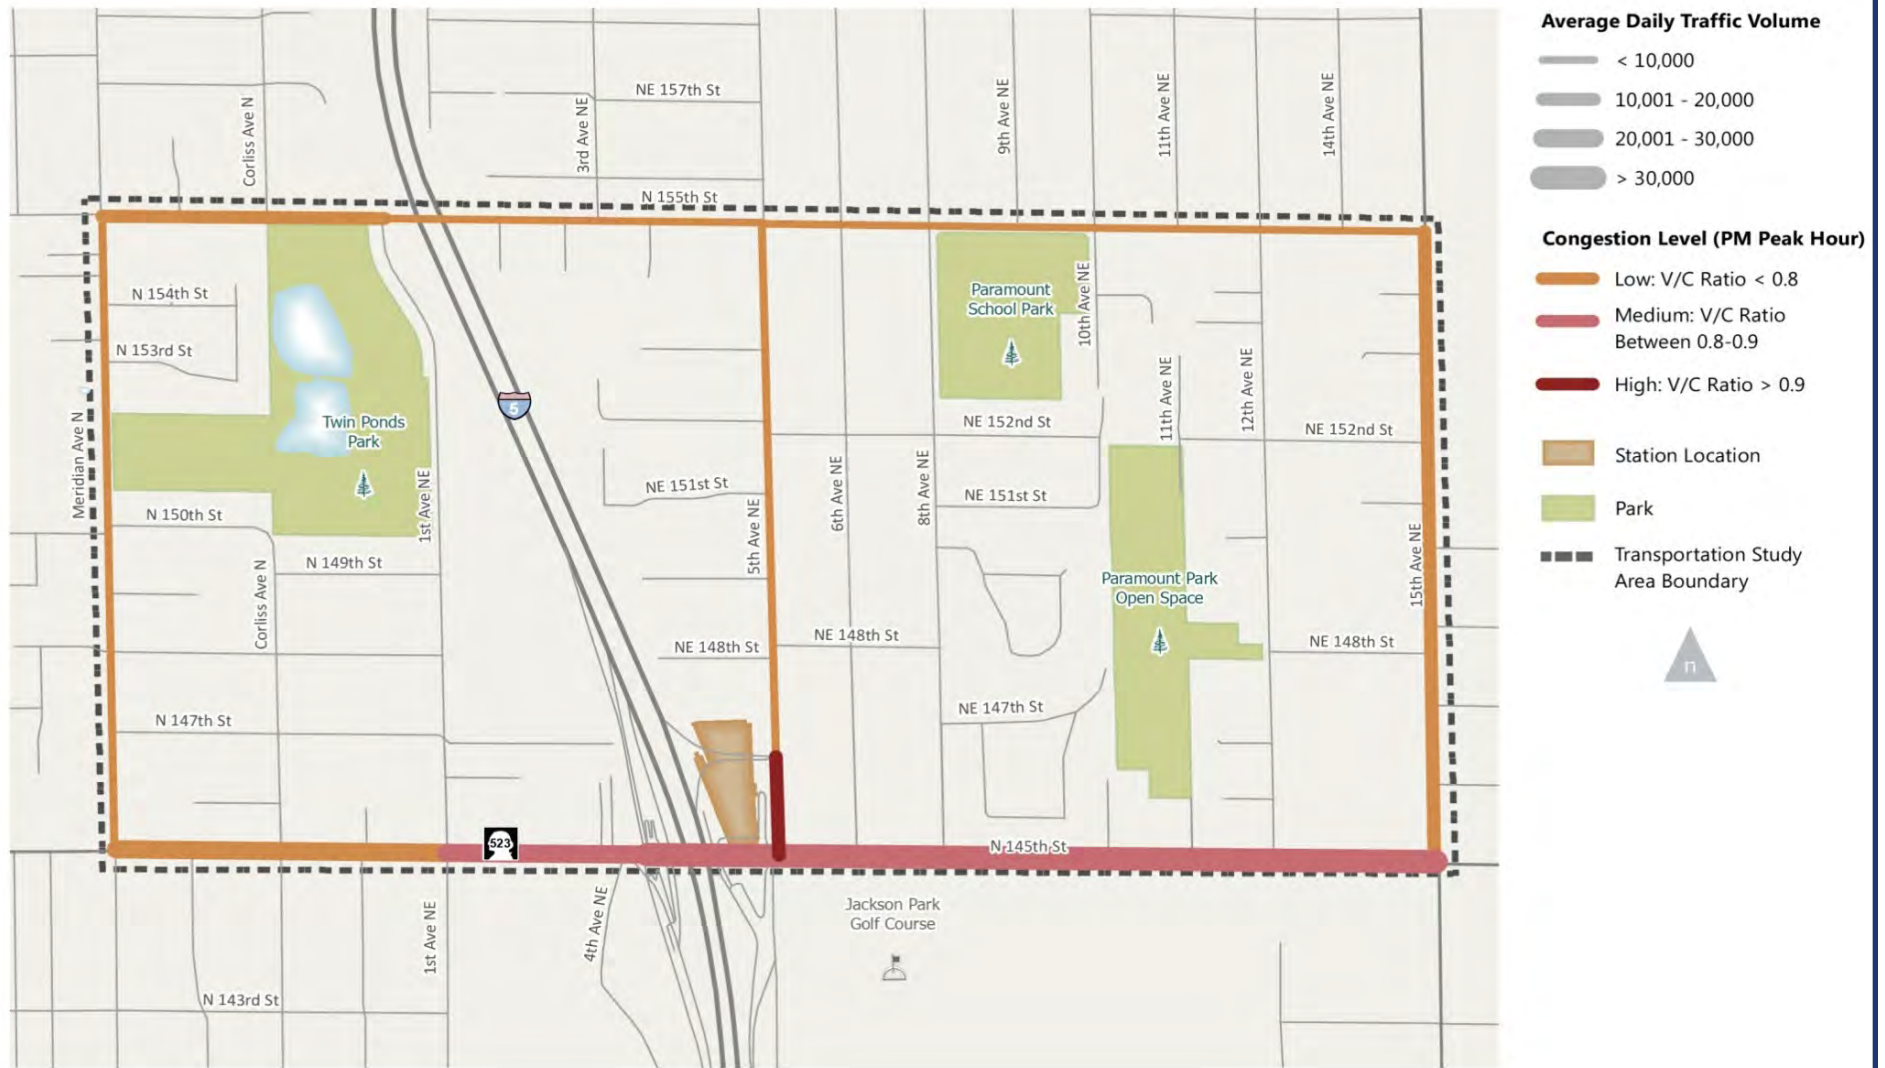 Average Daily Traffic Volume
< 10,000
10,001 - 20,000
20,001 - 30,000
> 30,000
Congestion Level (PM Peak Hour)
Low: V/C Ratio < 0.8
Medium: V/C Ratio
Between 0.8-0.9
High: V/C Ratio > 0.9
Station Location
Park
Transportation Study
Area Boundary
n
NE 157th St
Corliss Ave N
3rd Ave NE
9th Ave NE
11th Ave NE
14th Ave NE
N 155th St
N 154th St
Paramount
School Park
10th Ave NE
N 153rd St
5
Twin Ponds
Park
Meridian Ave N
1st Ave NE
NE 152nd St
11th Ave NE
12th Ave NE
NE 152nd St
NE 151st St
6th Ave NE
8th Ave NE
NE 151st St
N 150th St
5th Ave NE
15th Ave NE
N 149th St
Corliss Ave N
Paramount Park
Open Space
NE 148th St
NE 148th St
NE 148th St
N 147th St
NE 147th St
523
N 145th St
Jackson Park
Golf Course
1st Ave NE
4th Ave NE
N 143rd St